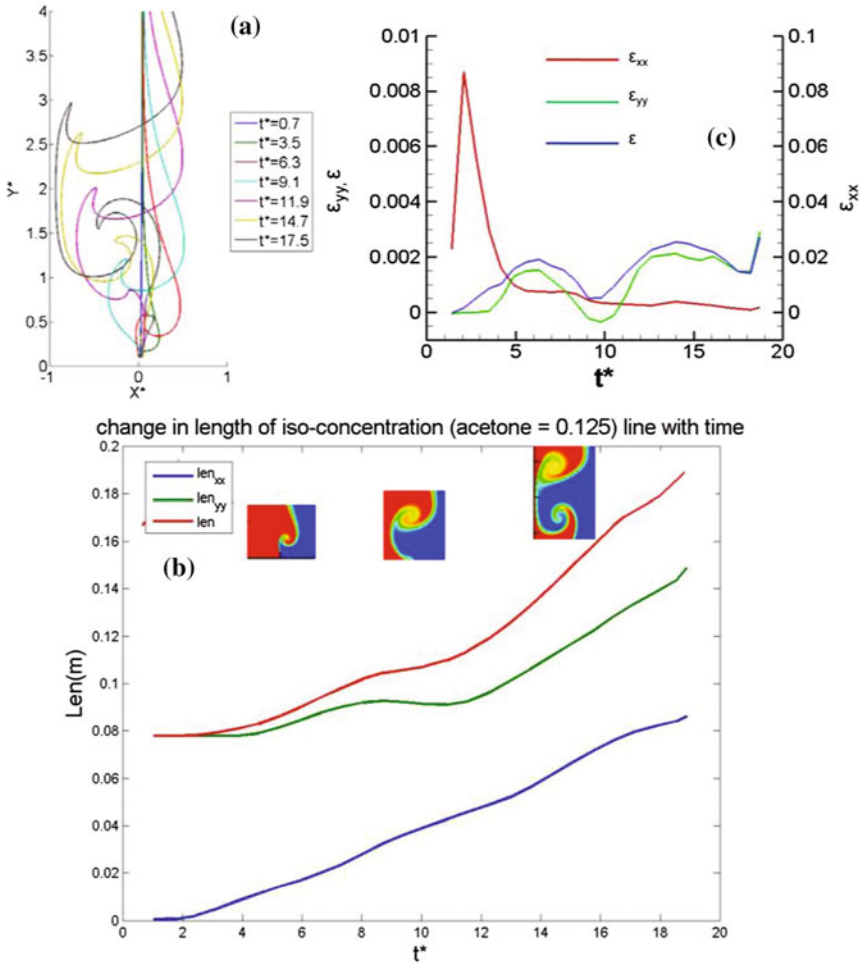 (a)
4
3.5
3
2.5
2
1.5
1
0.5
0
Y*
-1
0
1
X*
t*=0.7
t*=3.5
t*=6.3
t*=9.1
t*=11.9
t*=14.7
t*=17.5
0.01
0.008
0.006
0.004
0.002
0
εyy, ε
εxx
εyy
ε
(c)
0.1
0.08
0.06
0.04
0.02
0
εxx
0
5
10
15
20
t*
change in length of iso-concentration (acetone = 0.125) line with time
0.2
0.18
0.16
0.14
0.12
0.1
0.08
0.06
0.04
0.02
0
Len(m)
lenxx
lenyy
len
(b)
0
2
4
6
8
10
12
14
16
18
20
t*